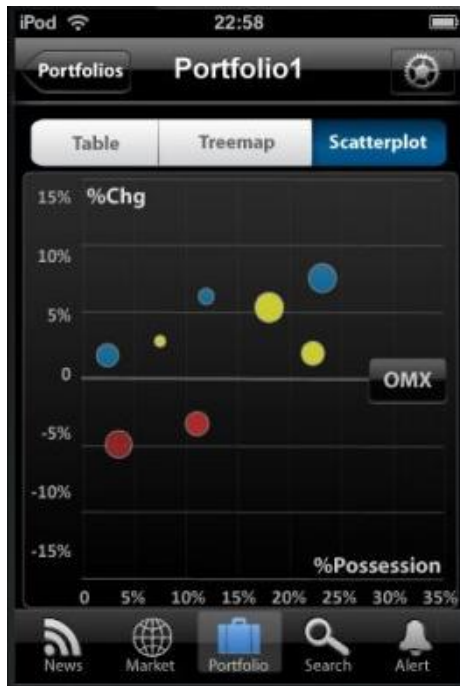 iPod 22:58
Portfolios Portfolio1
Table Treemap Scatterplot
15% %Chg
10%
5%
0
OMX
-5%
-10%
-15%
%Possession
0 5% 10% 15% 20% 25% 30% 35%
News Market Portfolio Search Alert